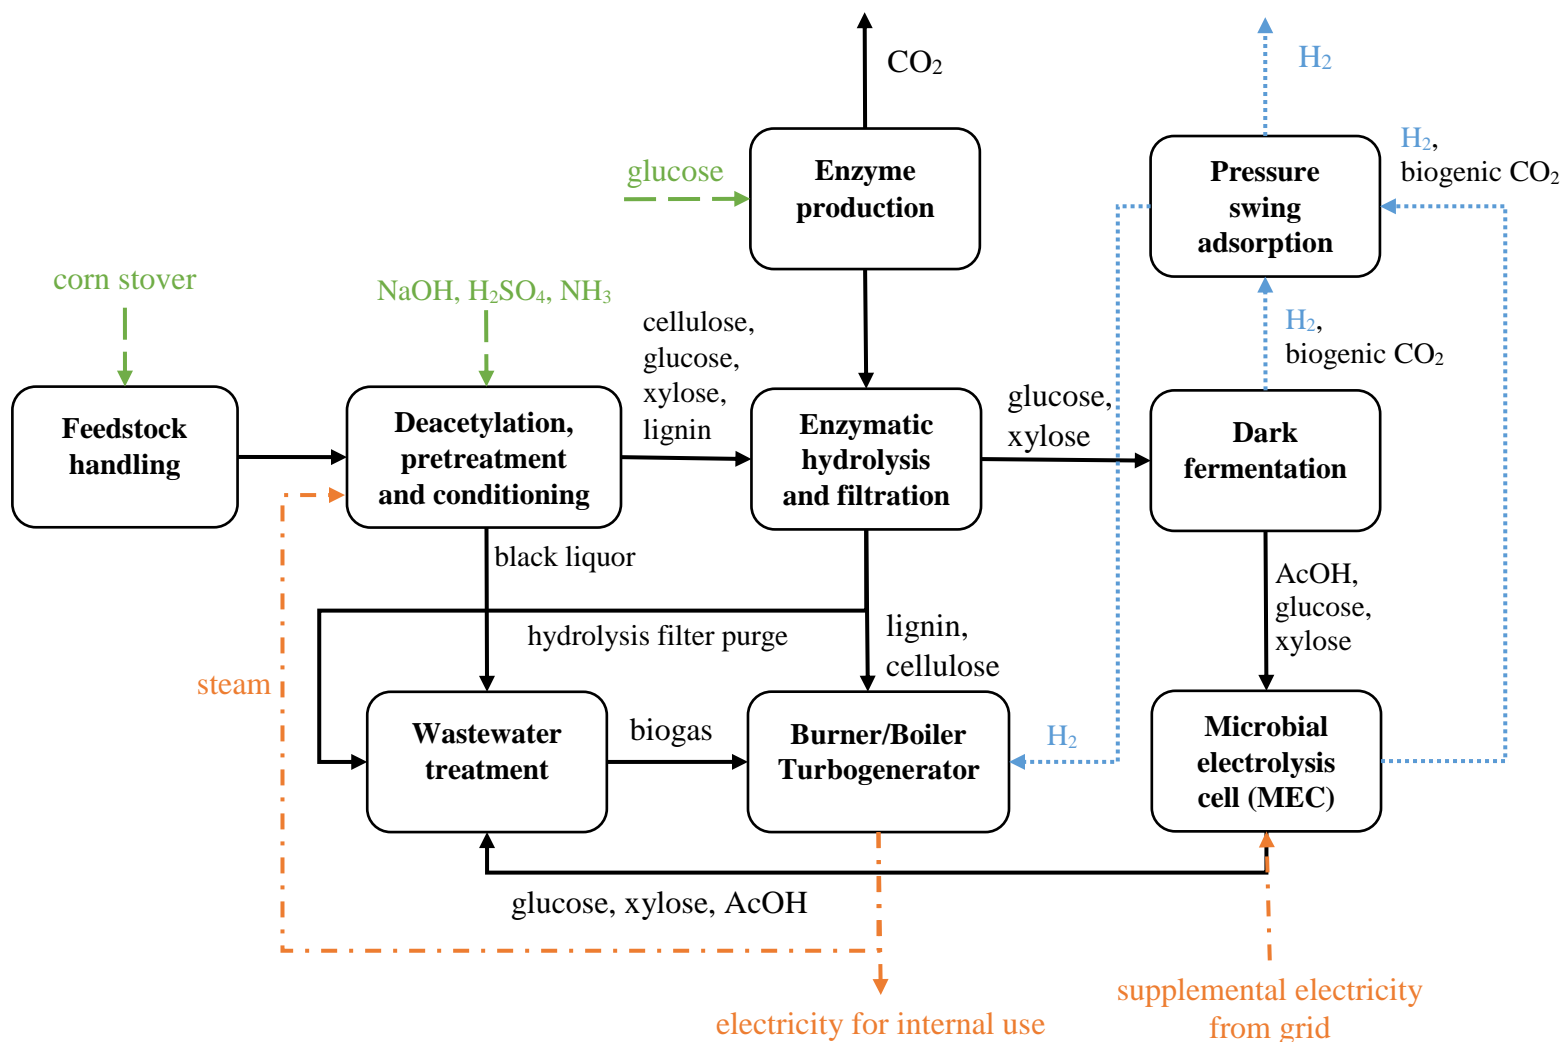 CO₂
H₂
Enzyme
production
glucose
Pressure
swing
adsorption
H₂,
biogenic CO₂
corn stover
NaOH, H₂SO₄, NH₃
cellulose,
glucose,
xylose,
lignin
H₂,
biogenic CO₂
Feedstock
handling
Deacetylation,
pretreatment
and conditioning
Enzymatic
hydrolysis
and filtration
glucose,
xylose
Dark
fermentation
black liquor
hydrolysis filter purge
lignin,
cellulose
AcOH,
glucose,
xylose
steam
Wastewater
treatment
biogas
Burner/Boiler
Turbogenerator
H₂
Microbial
electrolysis
cell (MEC)
glucose, xylose, AcOH
electricity for internal use
supplemental electricity
from grid